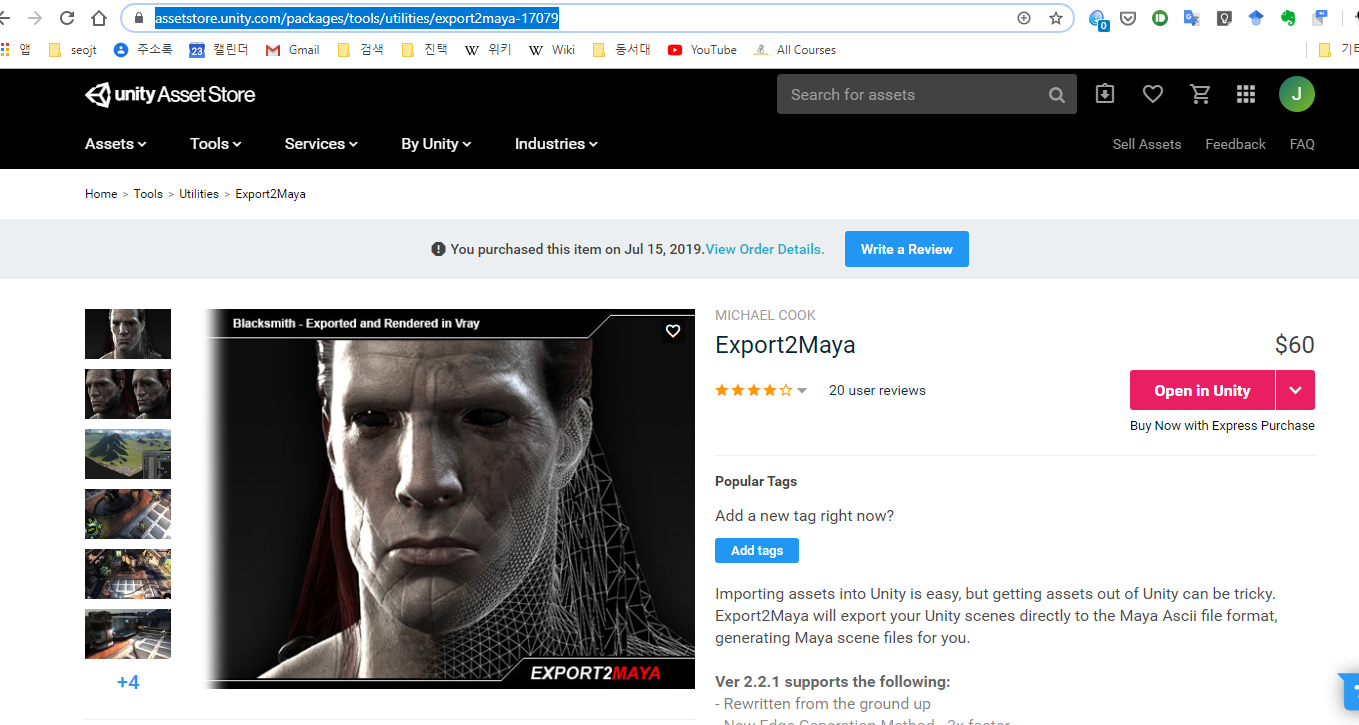 assetstore.unity.com/packages/tools/utilities/export2maya-17079
0
앱 seojt 주소록 23 캘린더 Gmail 검색 진택 W 위키 W Wiki 동서대 YouTube All Courses
unity Asset Store
Search for assets
J
Assets Tools Services By Unity Industries
Sell Assets Feedback FAQ
Home > Tools > Utilities > Export2Maya
You purchased this item on Jul 15, 2019.View Order Details.
Write a Review
Blacksmith - Exported and Rendered in Vray
EXPORT2MAYA
+4
MICHAEL COOK
Export2Maya
$60
20 user reviews
Open in Unity
Buy Now with Express Purchase
Popular Tags
Add a new tag right now?
Add tags
Importing assets into Unity is easy, but getting assets out of Unity can be tricky.
Export2Maya will export your Unity scenes directly to the Maya Ascii file format,
generating Maya scene files for you.
Ver 2.2.1 supports the following:
- Rewritten from the ground up
- New Edge Generation Method - 3x faster